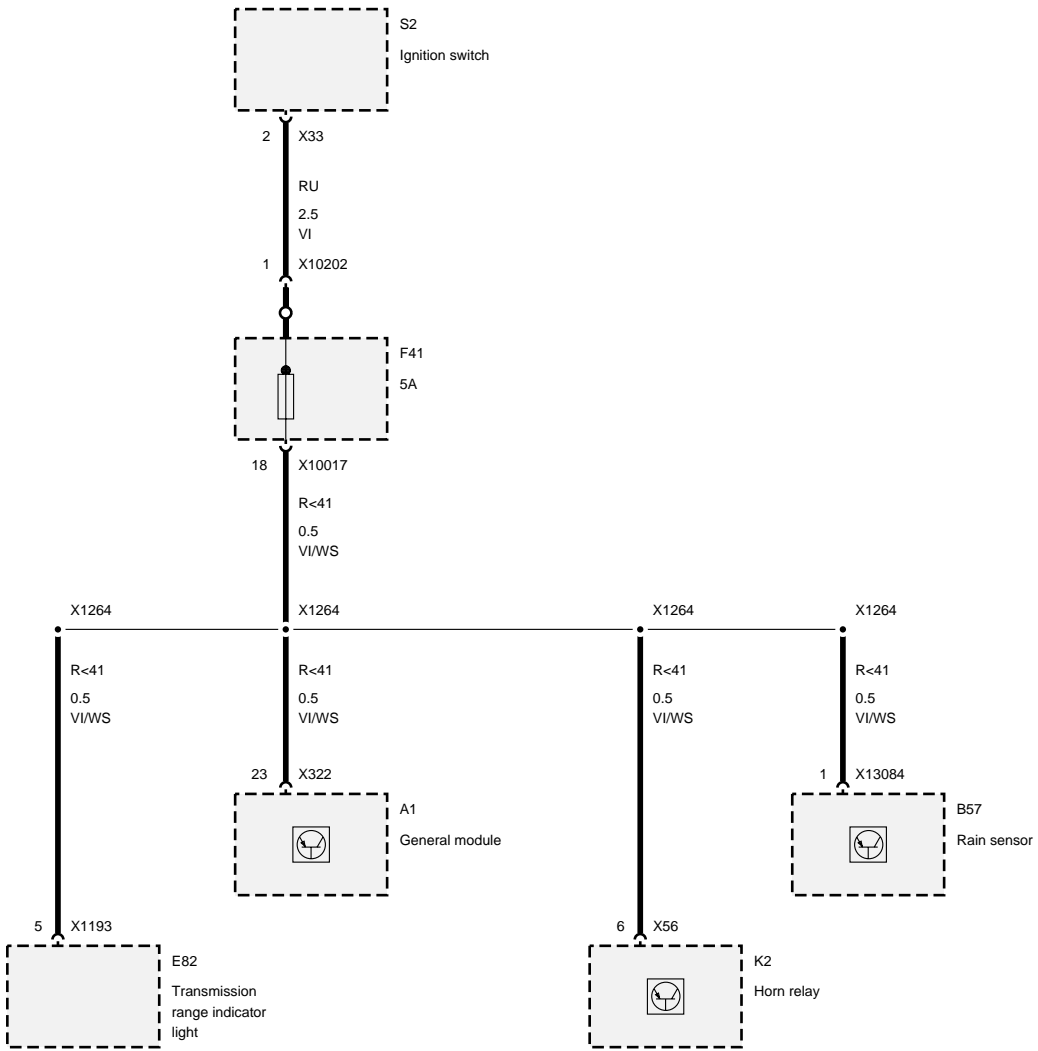 S2
Ignition switch
2 X33
RU
2.5
VI
1 X10202
F41
5A
18 X10017
R<41
0.5
VI/WS
X1264 X1264 X1264 X1264
R<41 R<41 R<41 R<41
0.5 0.5 0.5 0.5
VI/WS VI/WS VI/WS VI/WS
23 X322 1 X13084
A1 B57
General module Rain sensor
5 X1193 6 X56
E82 K2
Transmission Horn relay
range indicator
light